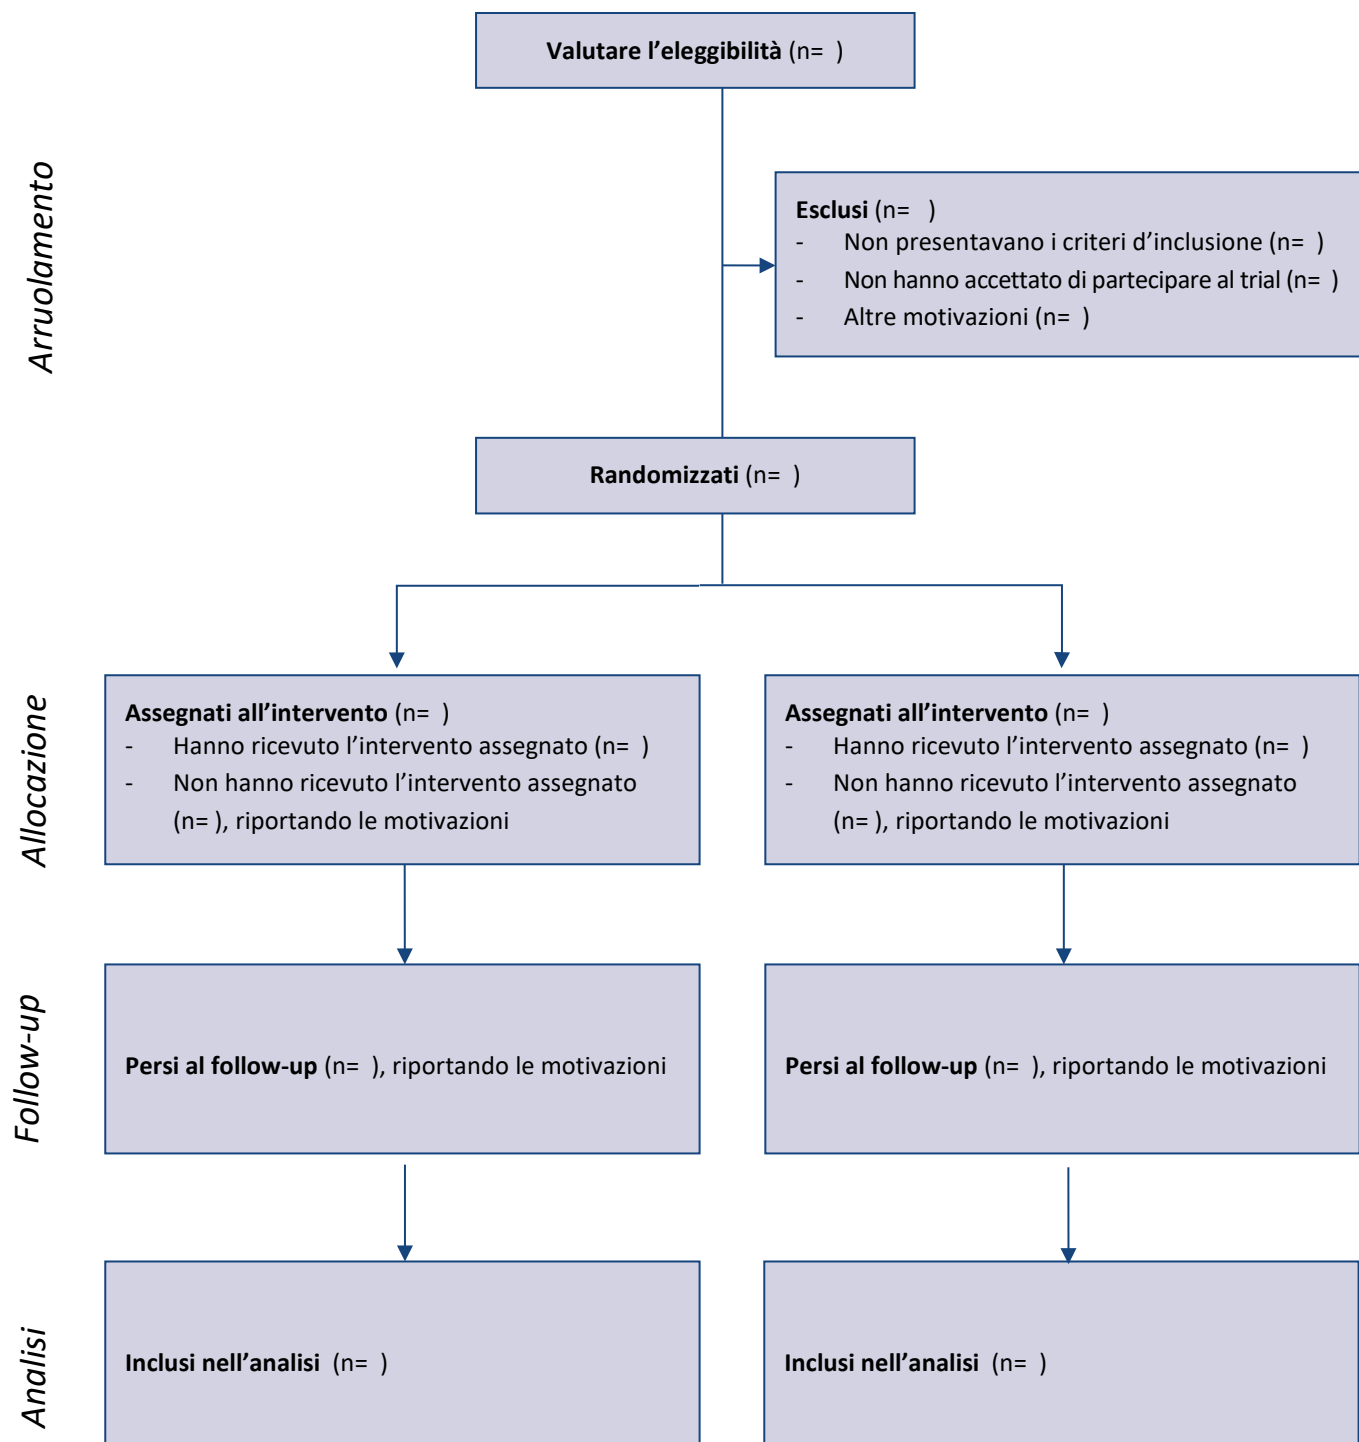 Valutare l’eleggibilità (n=  )
Arruolamento
Esclusi (n=   )
- Non presentavano i criteri d’inclusione (n=  )
- Non hanno accettato di partecipare al trial (n=  )
- Altre motivazioni (n=  )
Randomizzati (n=  )
Allocazione
Assegnati all’intervento (n=  )
- Hanno ricevuto l’intervento assegnato (n=  )
- Non hanno ricevuto l’intervento assegnato
(n= ), riportando le motivazioni
Assegnati all’intervento (n=  )
- Hanno ricevuto l’intervento assegnato (n=  )
- Non hanno ricevuto l’intervento assegnato
(n= ), riportando le motivazioni
Follow-up
Persi al follow-up (n=  ), riportando le motivazioni
Persi al follow-up (n=  ), riportando le motivazioni
Analisi
Inclusi nell’analisi  (n=  )
Inclusi nell’analisi  (n=  )